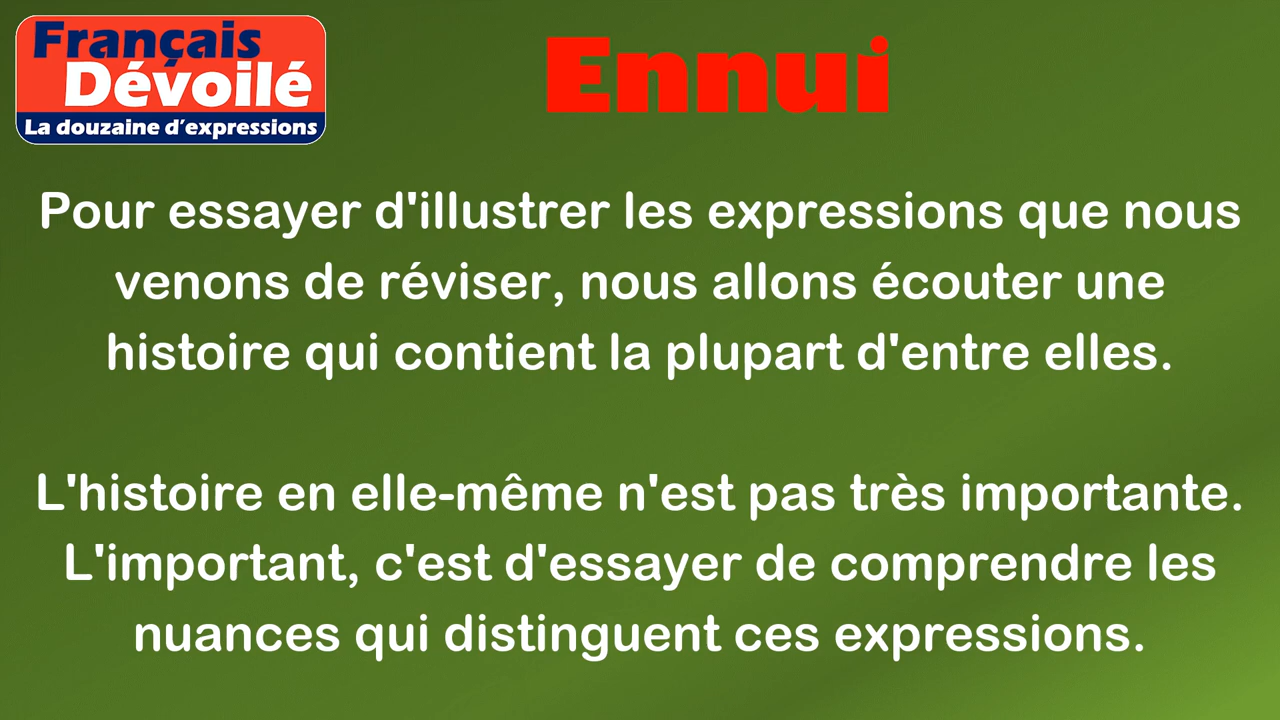 Français
Dévoilé
La douzaine d'expressions
Ennui
Pour essayer d'illustrer les expressions que nous
venons de réviser, nous allons écouter une
histoire qui contient la plupart d'entre elles.
L'histoire en elle-même n'est pas très importante.
L'important, c'est d'essayer de comprendre les
nuances qui distinguent ces expressions.